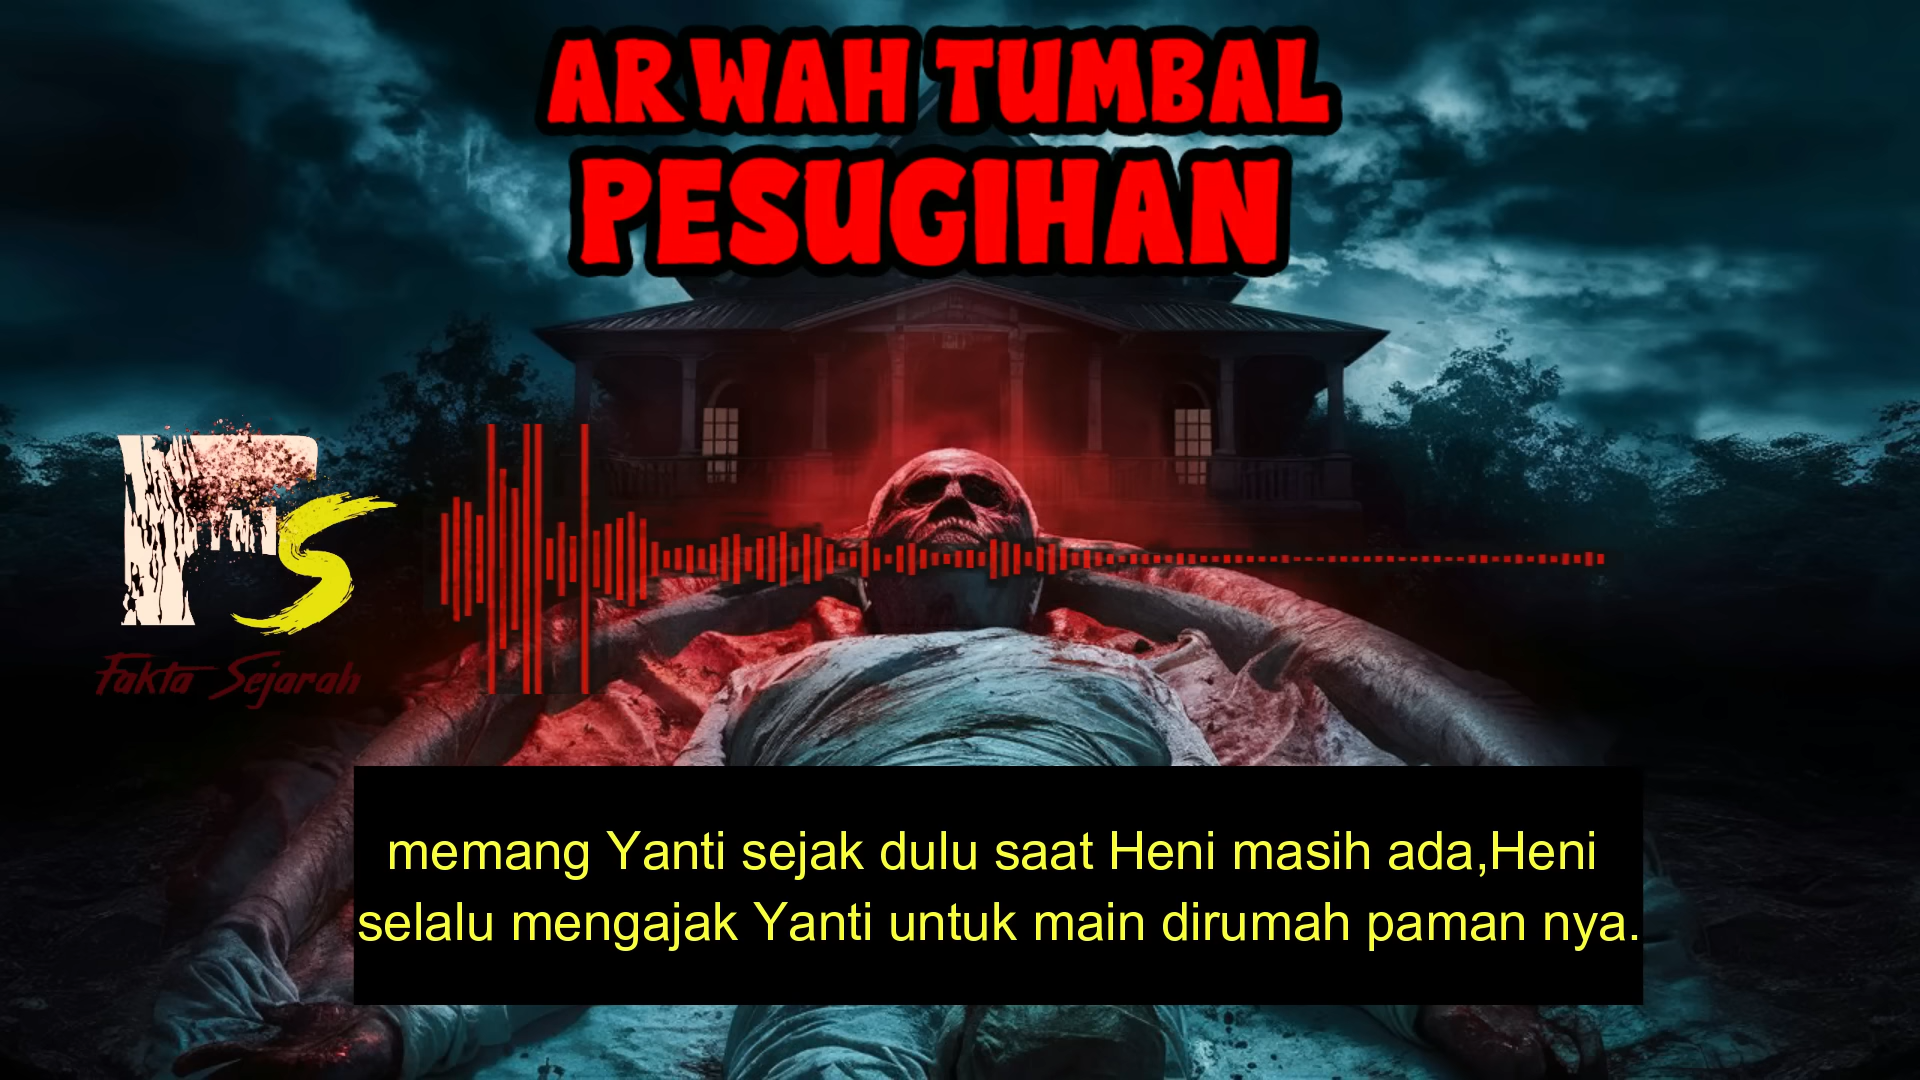 ARWAH TUMBAL
PESUGIHAN
FS
Fakta Sejarah
memang Yanti sejak dulu saat Heni masih ada,Heni
selalu mengajak Yanti untuk main dirumah paman nya.